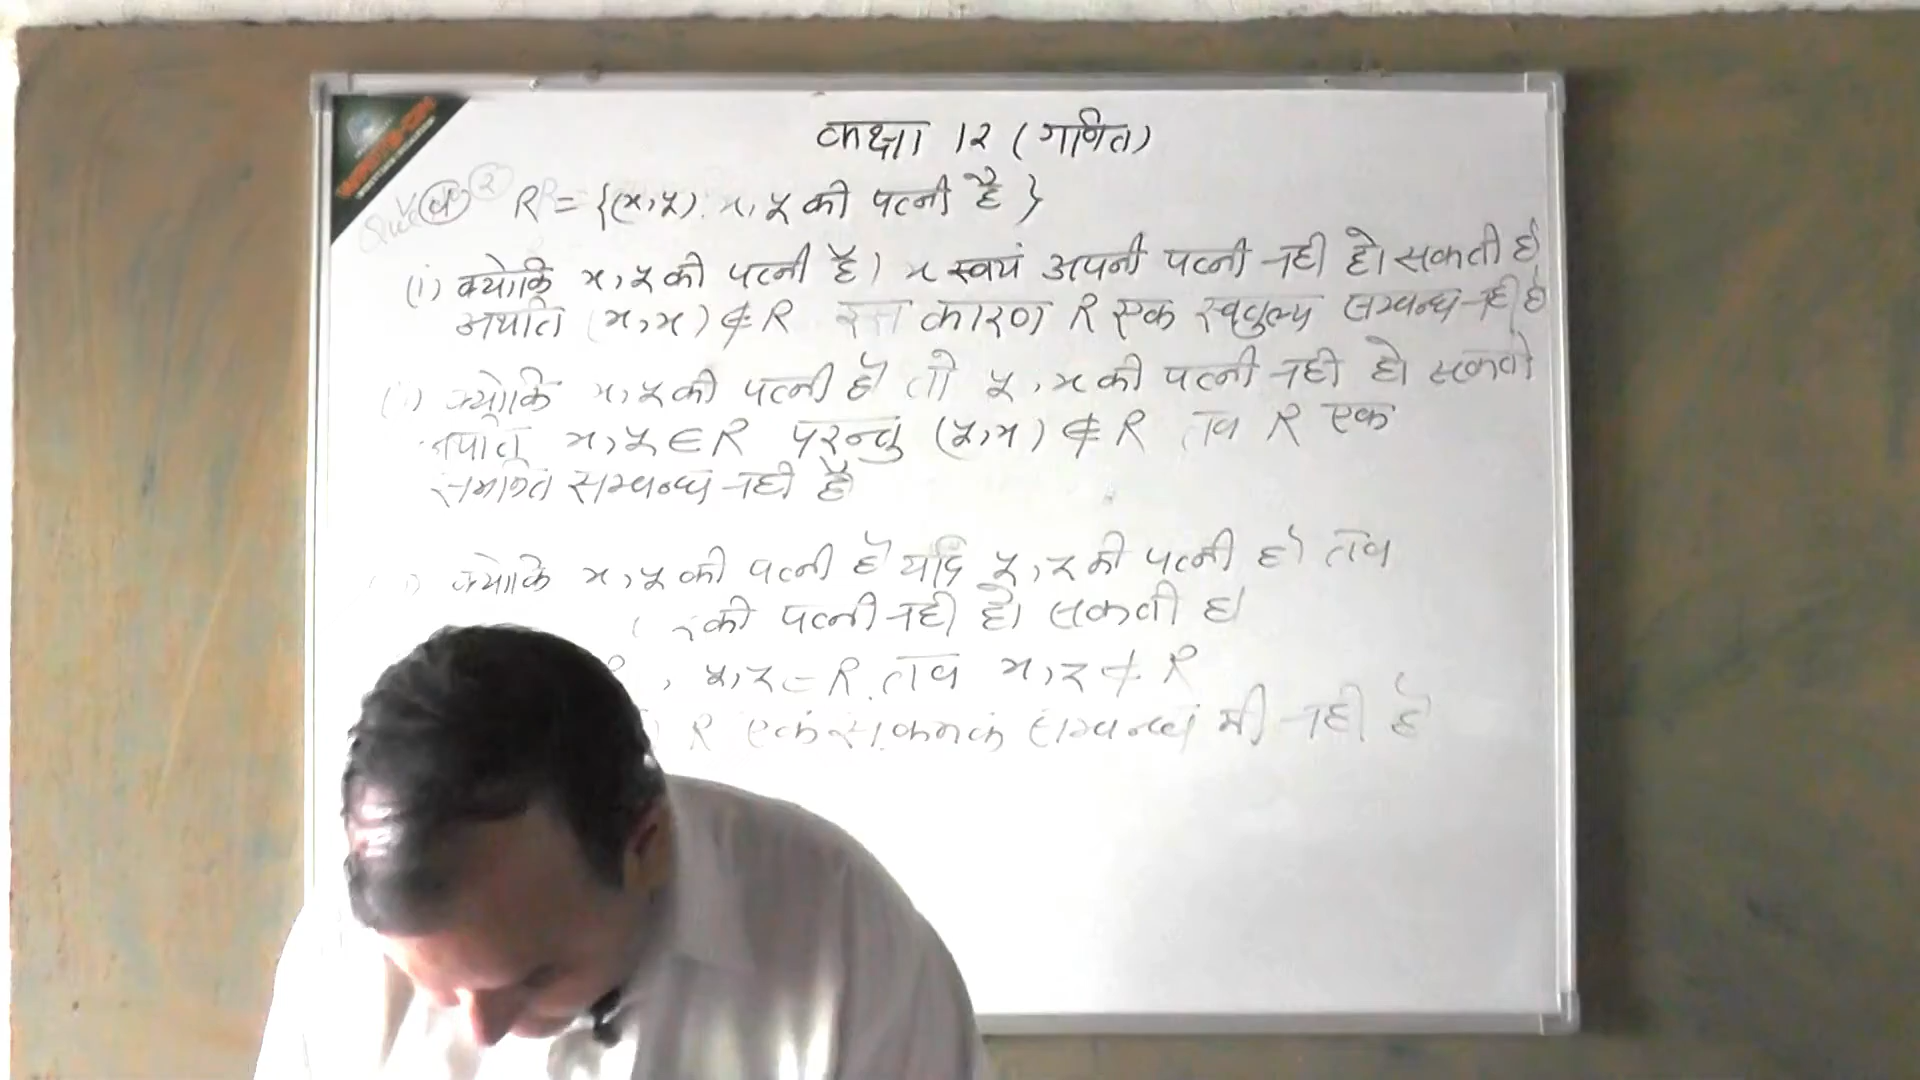 कक्षा १२ (गणित)
R = {(x,y): x,y की पत्नी है }
(i) क्योकि x,y की पत्नी है। x स्वयं अपनी पत्नी नही हो सकती है
अर्थात (x,x) ∉ R इस कारण R एक स्वतुल्य सम्बन्ध नही है
क्योकि x,y की पत्नी है तो y,x की पत्नी नही हो सकती
x,y ∈ R परन्तु (y,x) ∉ R तब R एक
सममित सम्बन्ध नही है
क्योकि x,y की पत्नी है यदि y,z की पत्नी है तब
की पत्नी नही हो सकती है
, y,z = R. तब x,z ∉ R
R एक संक्रामक सम्बन्ध भी नही है